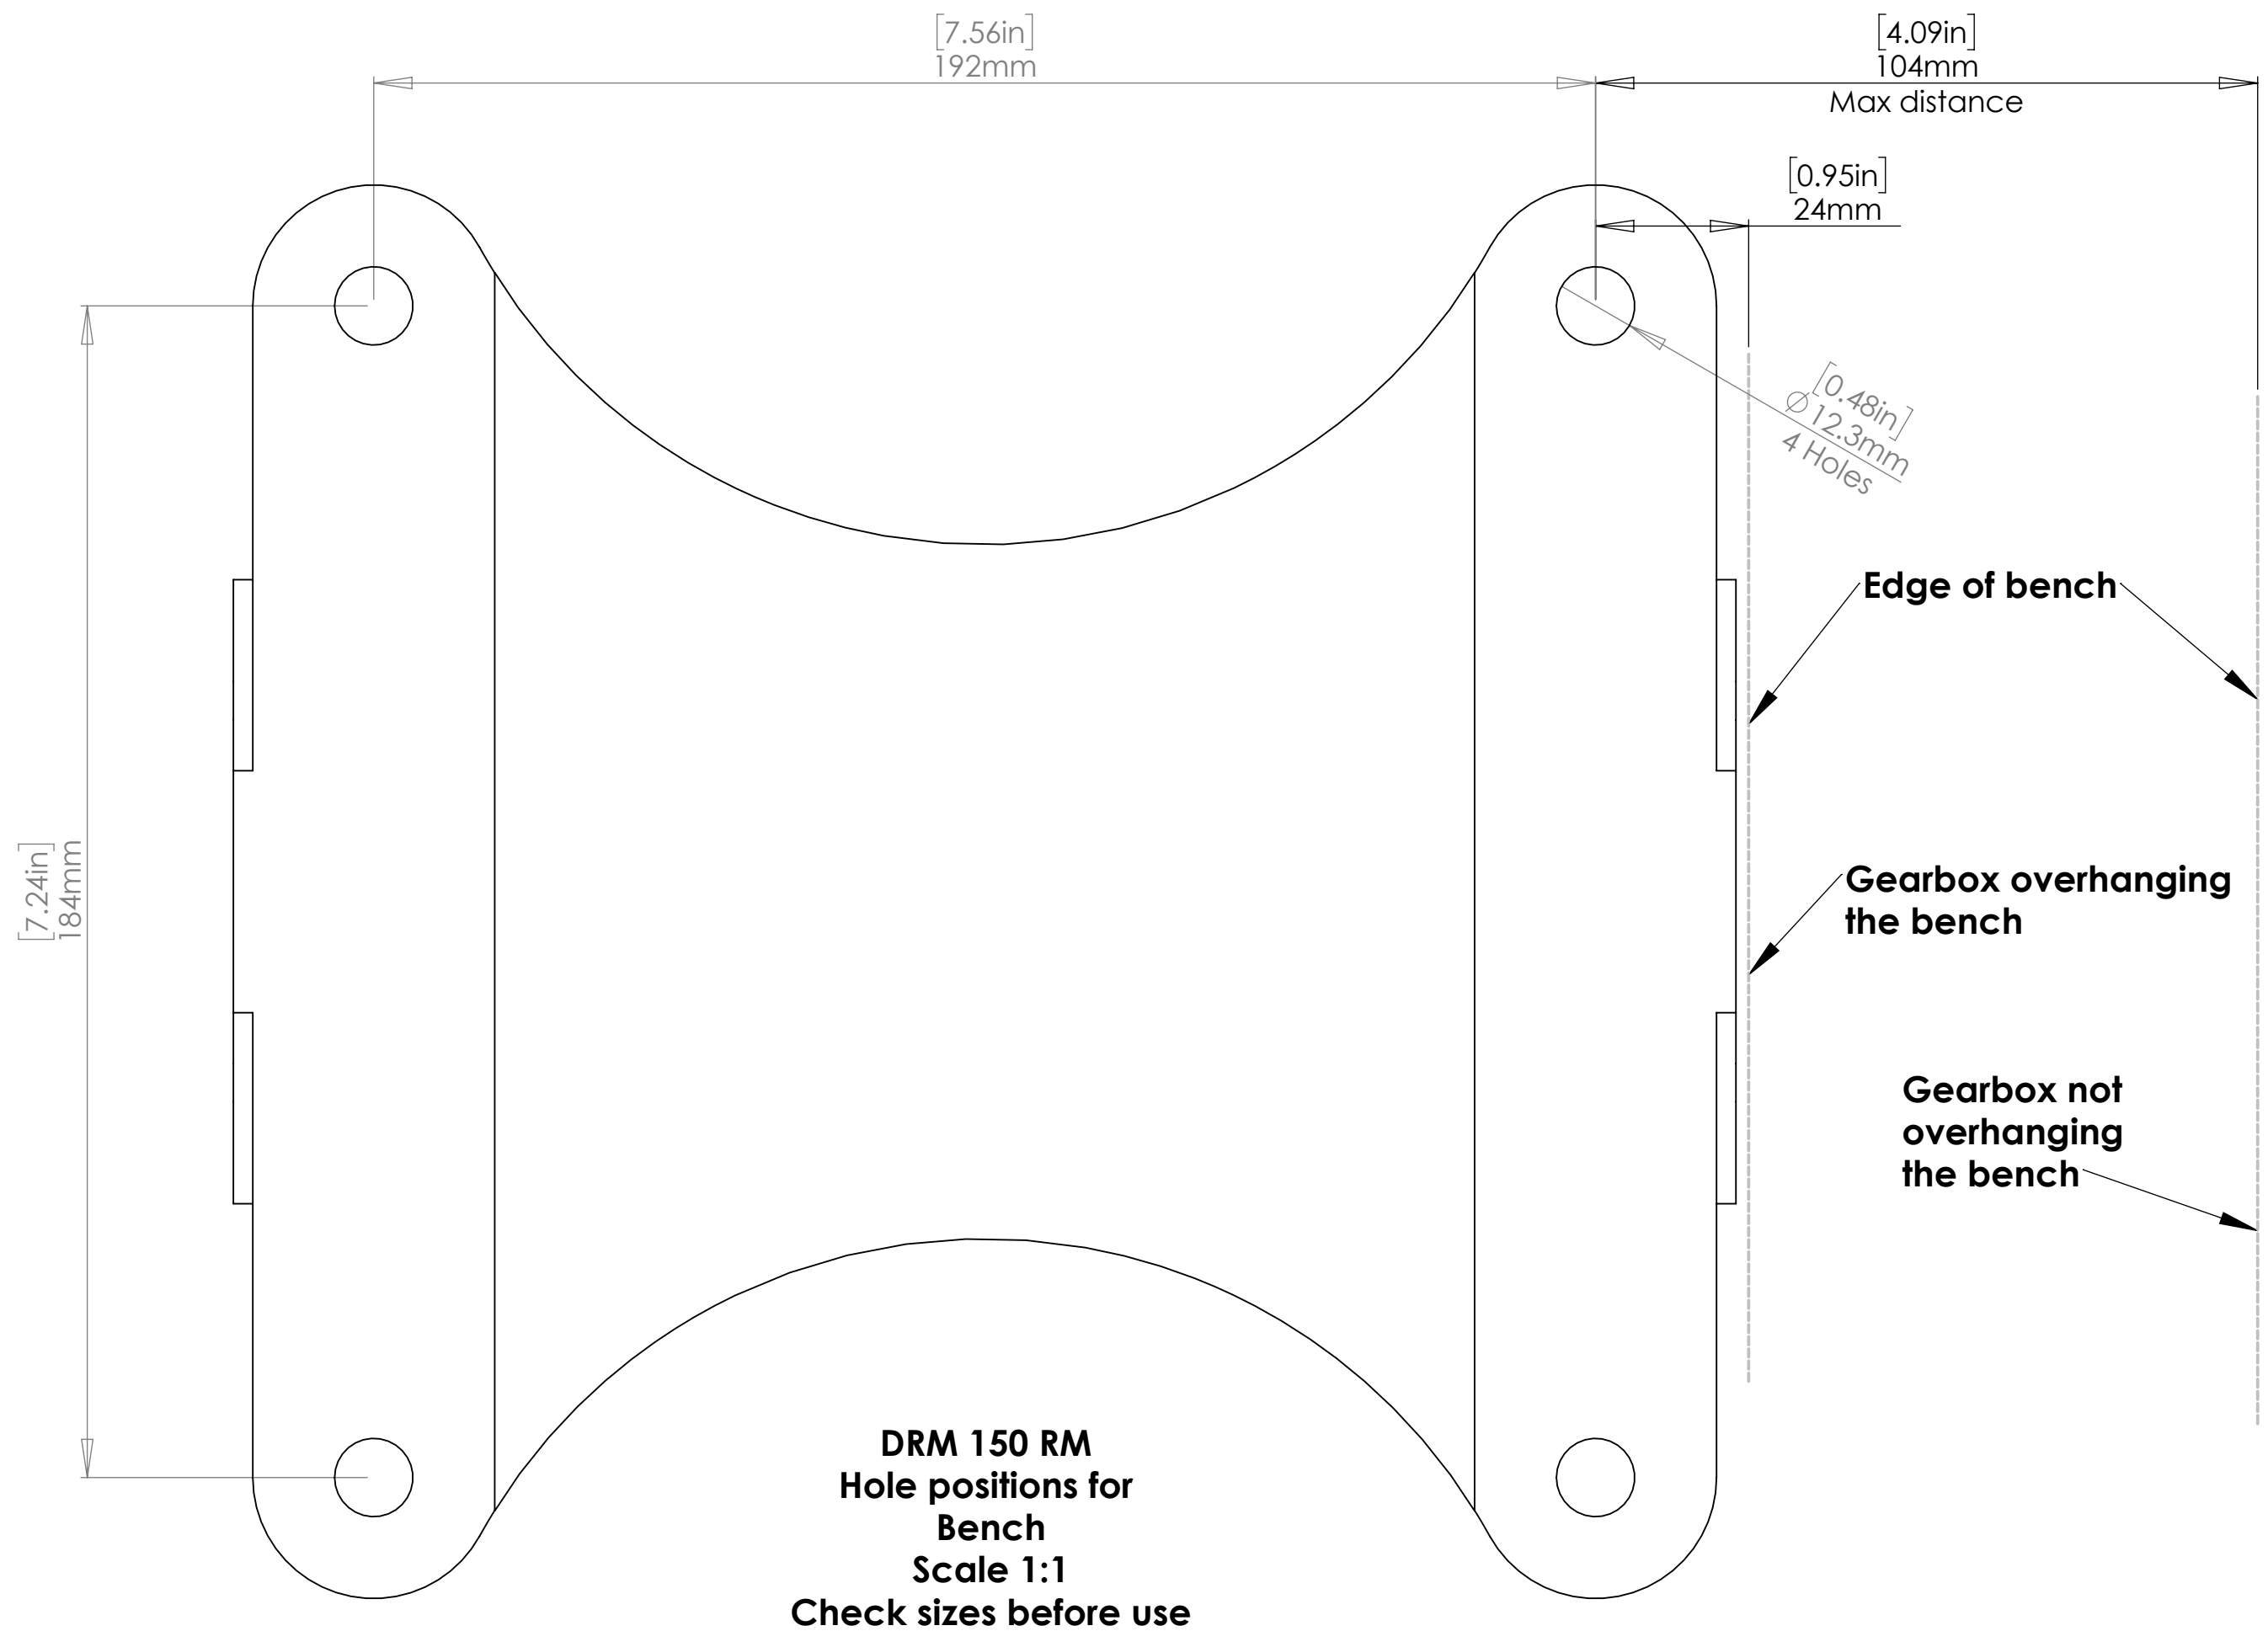 [7.56in]
192mm
[4.09in]
104mm
Max distance
[0.95in]
24mm
[0.48in]
∅12.3mm
4 Holes
Edge of bench
[7.24in]
184mm
Gearbox overhanging
the bench
Gearbox not
overhanging
the bench
DRM 150 RM
Hole positions for
Bench
Scale 1:1
Check sizes before use